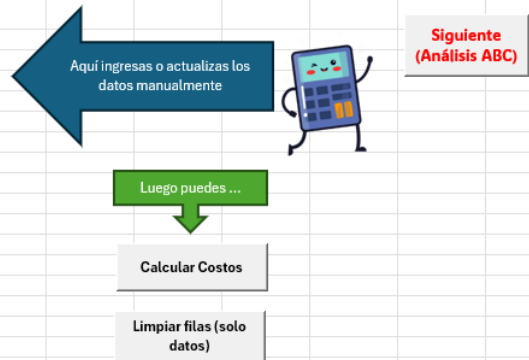 Siguiente
(Análisis ABC)
Aquí ingresas o actualizas los
datos manualmente
Luego puedes ...
Calcular Costos
Limpiar filas (solo
datos)